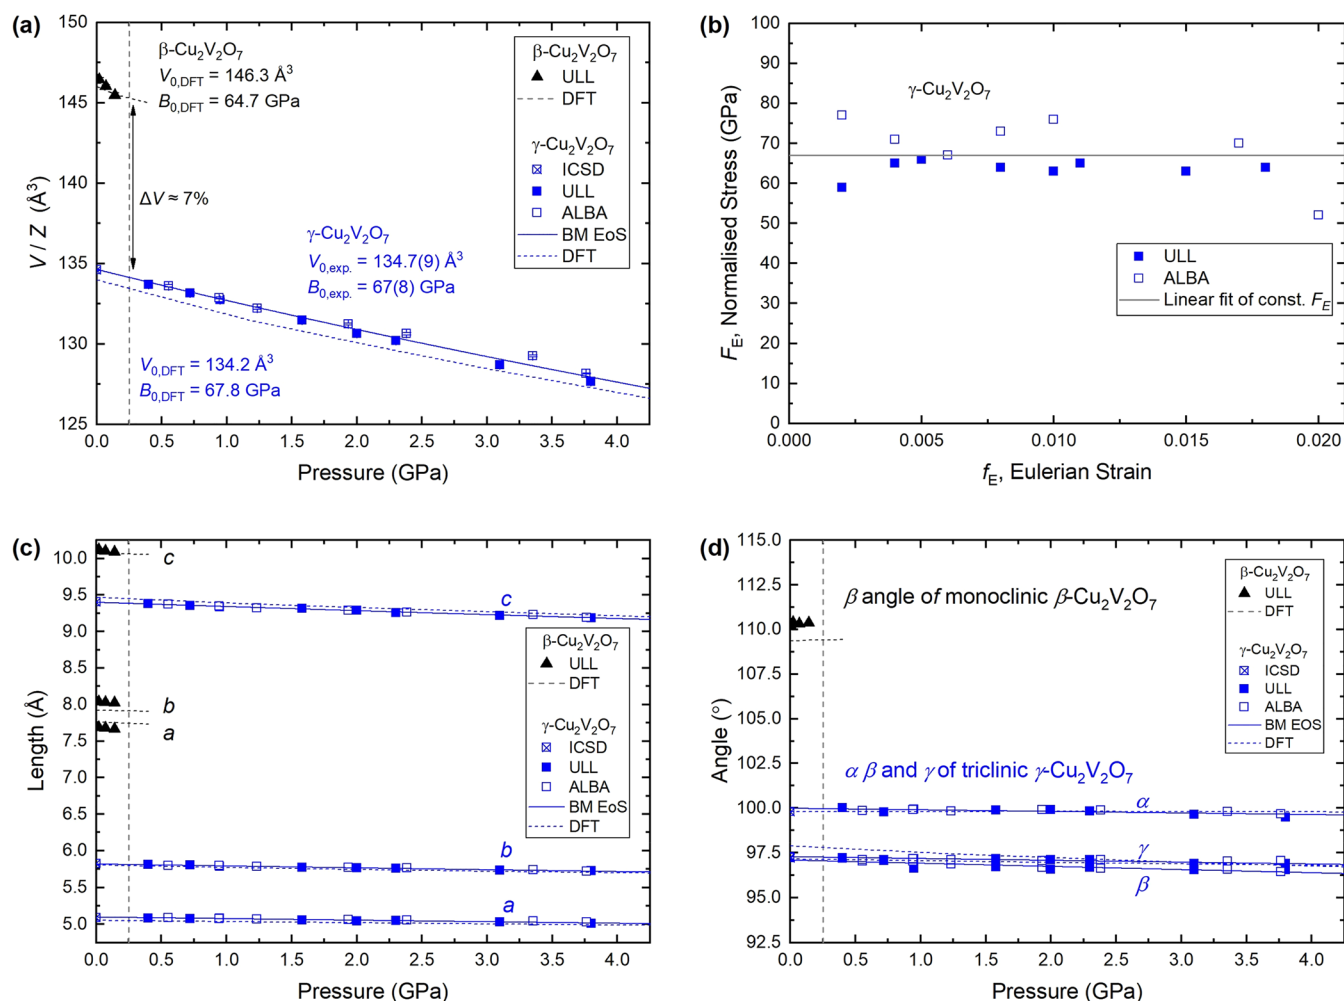 (a)
150
145
140
135
130
125
V / Z (Å³)
0.0 0.5 1.0 1.5 2.0 2.5 3.0 3.5 4.0
Pressure (GPa)
β-Cu₂V₂O₇
V₀,DFT = 146.3 Å³
B₀,DFT = 64.7 GPa
ΔV ≈ 7%
γ-Cu₂V₂O₇
V₀,exp. = 134.7(9) Å³
B₀,exp. = 67(8) GPa
V₀,DFT = 134.2 Å³
B₀,DFT = 67.8 GPa
β-Cu₂V₂O₇
ULL
DFT
γ-Cu₂V₂O₇
ICSD
ULL
ALBA
BM EoS
DFT
(b)
100
90
80
70
60
50
40
30
20
10
0
F_E, Normalised Stress (GPa)
γ-Cu₂V₂O₇
ULL
ALBA
Linear fit of const. F_E
0.000 0.005 0.010 0.015 0.020
f_E, Eulerian Strain
(c)
10.0
9.5
9.0
8.5
8.0
7.5
7.0
6.5
6.0
5.5
5.0
Length (Å)
c
b
a
c
b
a
β-Cu₂V₂O₇
ULL
DFT
γ-Cu₂V₂O₇
ICSD
ULL
ALBA
BM EoS
DFT
0.0 0.5 1.0 1.5 2.0 2.5 3.0 3.5 4.0
Pressure (GPa)
(d)
115.0
112.5
110.0
107.5
105.0
102.5
100.0
97.5
95.0
92.5
Angle (°)
β angle of monoclinic β-Cu₂V₂O₇
α β and γ of triclinic γ-Cu₂V₂O₇
α
γ
β
β-Cu₂V₂O₇
ULL
DFT
γ-Cu₂V₂O₇
ICSD
ULL
ALBA
BM EOS
DFT
0.0 0.5 1.0 1.5 2.0 2.5 3.0 3.5 4.0
Pressure (GPa)